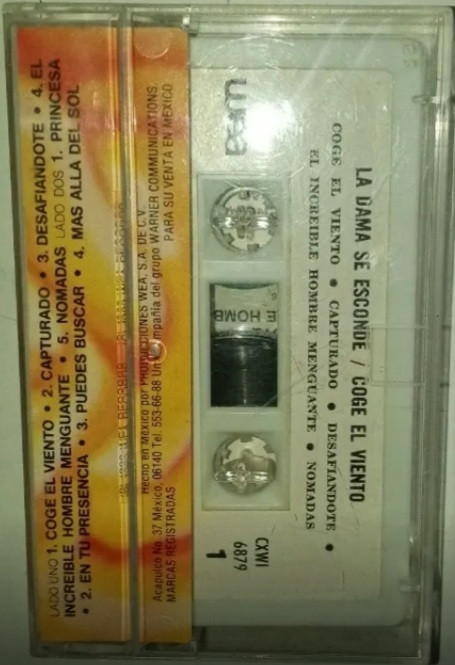 LADO UNO 1. COGE EL VIENTO • 2. CAPTURADO • 3. DESAFIANDOTE • 4. EL
INCREIBLE HOMBRE MENGUANTE • 5. NOMADAS LADO DOS 1. PRINCESA
• 2. EN TU PRESENCIA • 3. PUEDES BUSCAR • 4. MAS ALLA DEL SOL
Hecho en México por PRODUCCIONES WEA, S.A. DE C.V.
Acapulco No. 37 México, 06140 Tel. 553-66-88 Una Compañía del grupo WARNER COMMUNICATIONS.
MARCAS REGISTRADAS PARA SU VENTA EN MEXICO
wea
LA DAMA SE ESCONDE / COGE EL VIENTO
COGE EL VIENTO • CAPTURADO • DESAFIANDOTE •
EL INCREIBLE HOMBRE MENGUANTE • NOMADAS
E HOMB
CXWI
6879
1